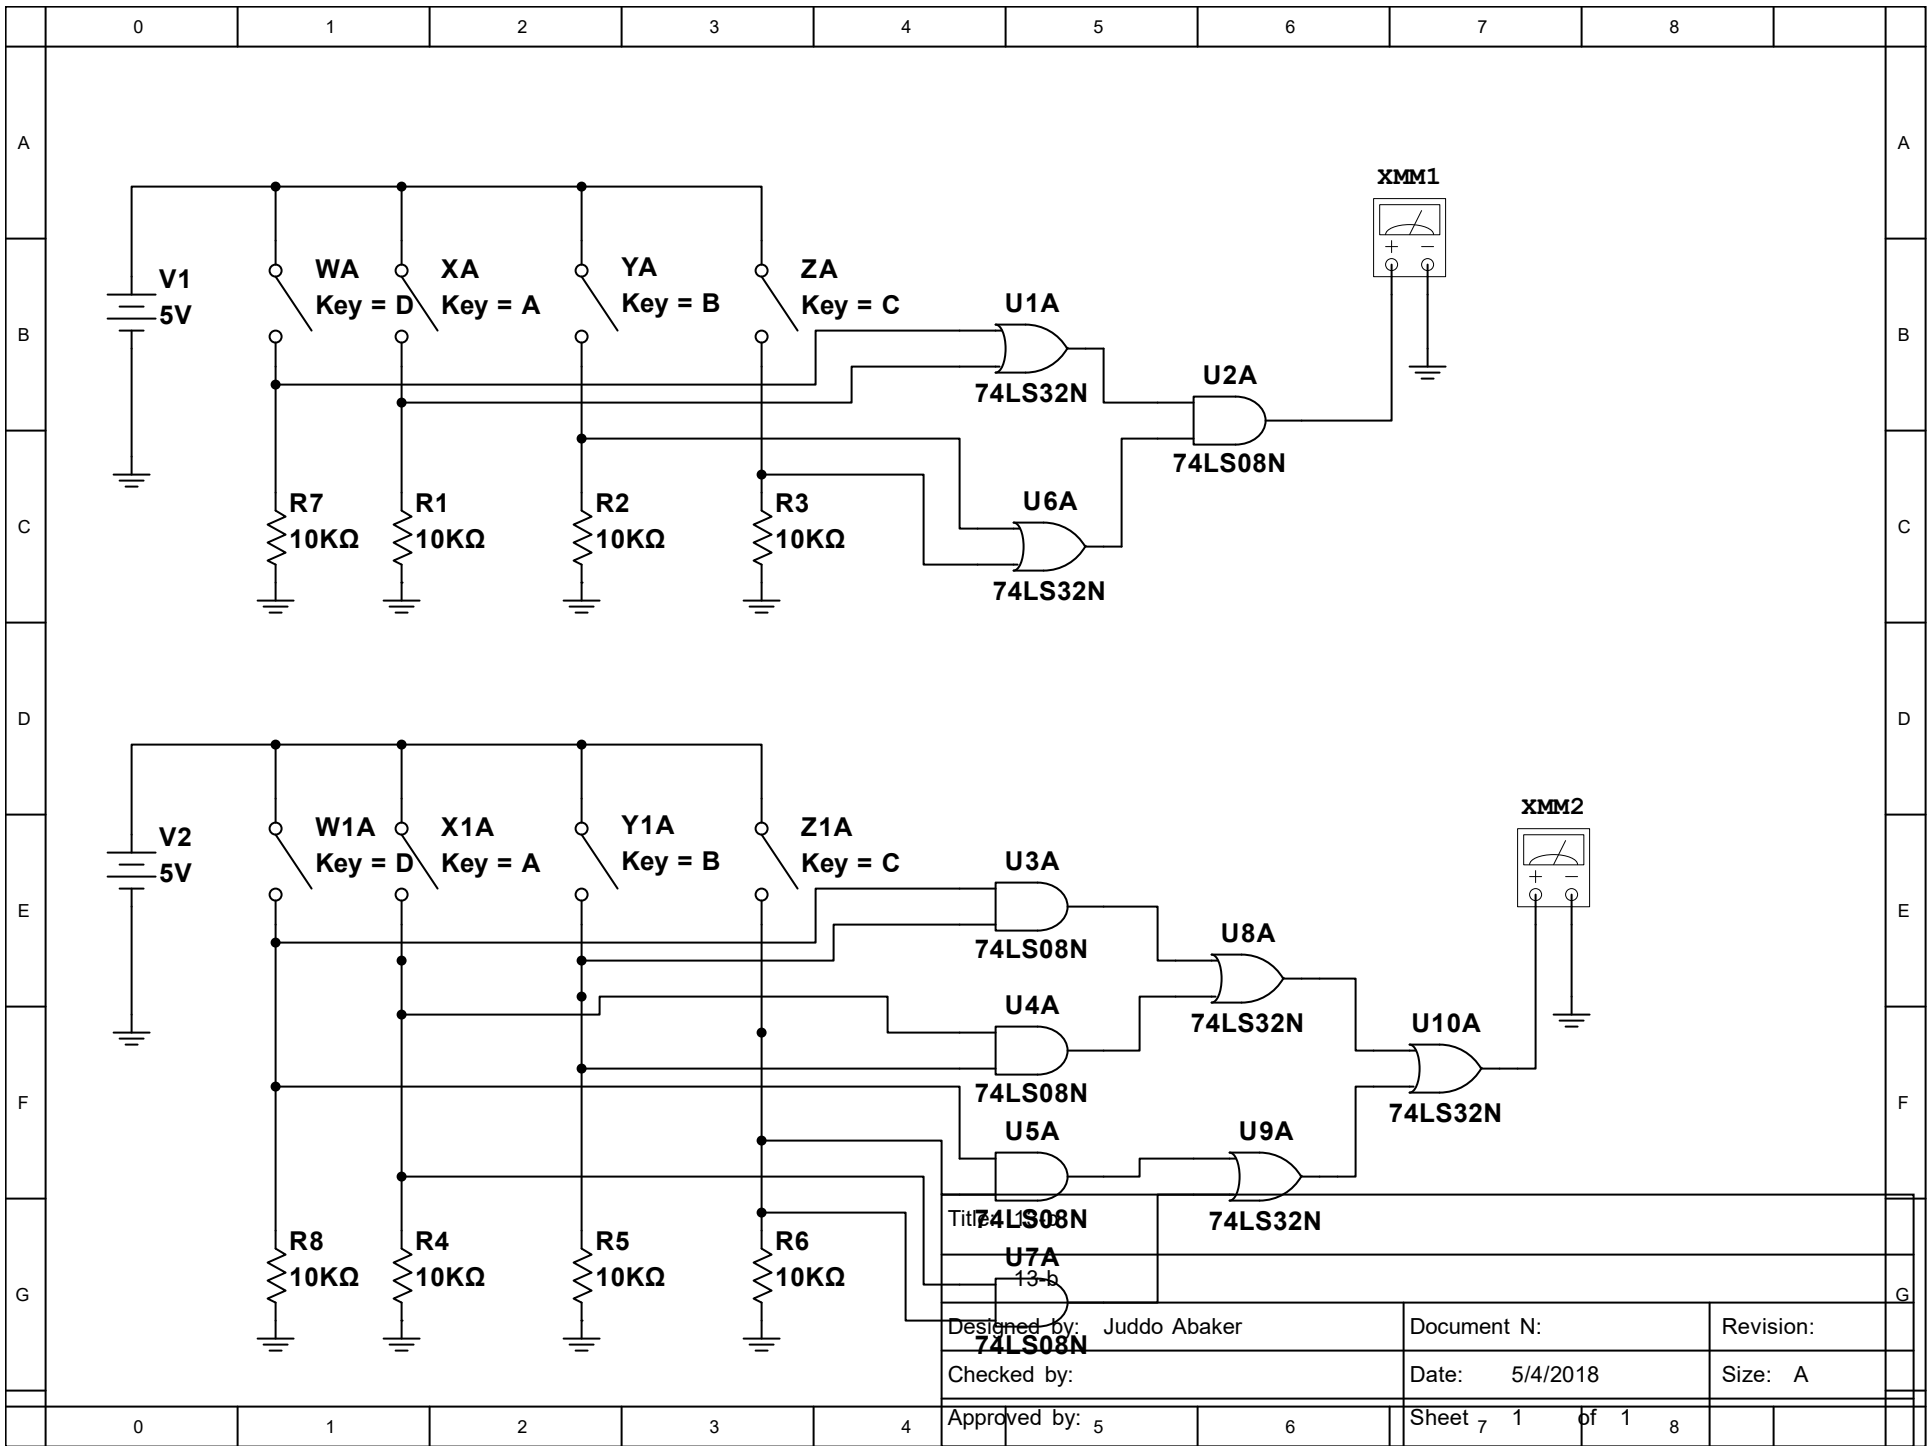 0 1 2 3 4 5 6 7 8
A A
XMM1
V1
5V
WA
Key = D
XA
Key = A
YA
Key = B
ZA
Key = C
U1A
74LS32N
B B
U2A
74LS08N
R7
10KΩ
R1
10KΩ
R2
10KΩ
R3
10KΩ
U6A
74LS32N
C C
D D
XMM2
V2
5V
W1A
Key = D
X1A
Key = A
Y1A
Key = B
Z1A
Key = C
U3A
74LS08N
E E
U8A
74LS32N
U4A
74LS08N
U10A
74LS32N
F F
U5A
74LS08N
U9A
74LS32N
R8
10KΩ
R4
10KΩ
R5
10KΩ
R6
10KΩ
U7A
74LS08N
G G
Title: 13-b
13-b
Designed by: Juddo Abaker
Document N:
Revision:
Checked by:
Date: 5/4/2018
Size: A
Approved by:
Sheet 1 of 1
0 1 2 3 4 5 6 7 8